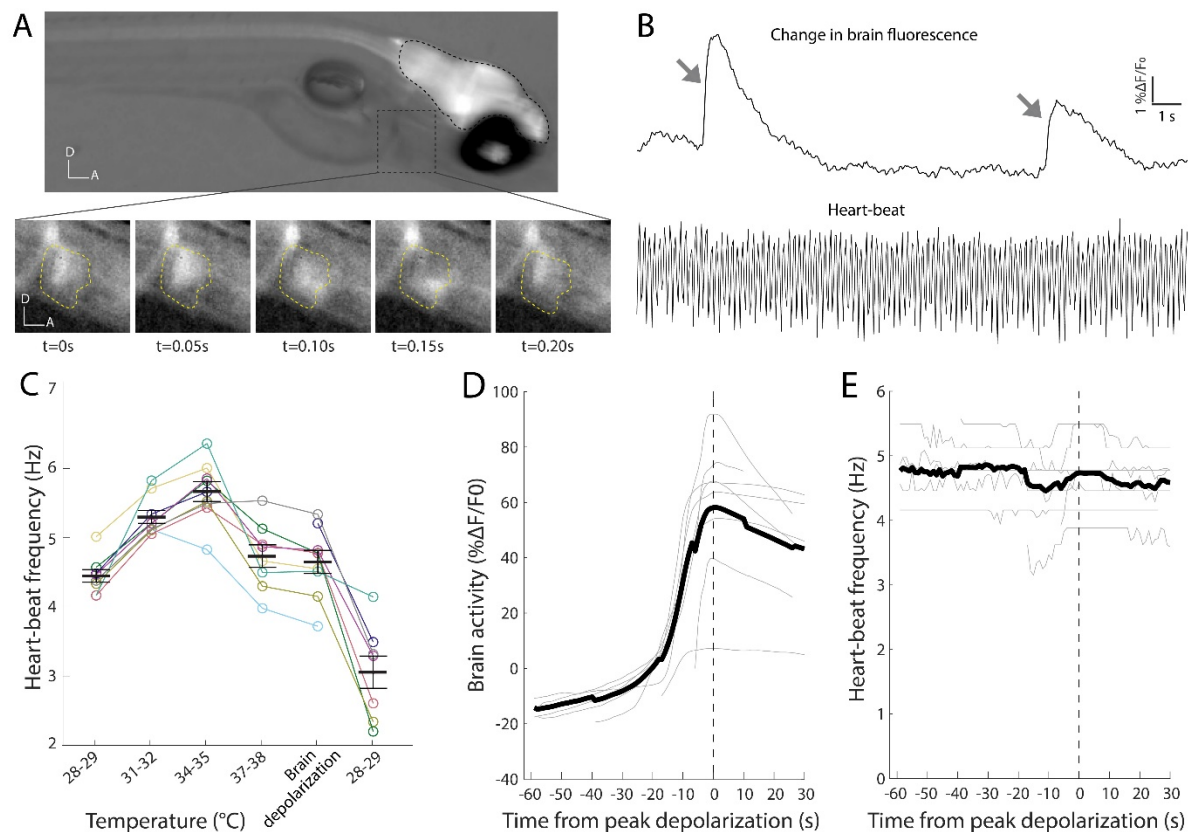 A
D
A
D
A
t=0s
t=0.05s
t=0.10s
t=0.15s
t=0.20s
B
Change in brain fluorescence
1 %ΔF/F₀
1 s
Heart-beat
C
Heart-beat frequency (Hz)
7
6
5
4
3
2
28-29
31-32
34-35
37-38
Brain
depolarization
28-29
Temperature (°C)
D
Brain activity (%ΔF/F0)
100
80
60
40
20
0
-20
-40
-60 -50 -40 -30 -20 -10 0 10 20 30
Time from peak depolarization (s)
E
Heart-beat frequency (Hz)
6
5
4
3
2
1
0
-60 -50 -40 -30 -20 -10 0 10 20 30
Time from peak depolarization (s)